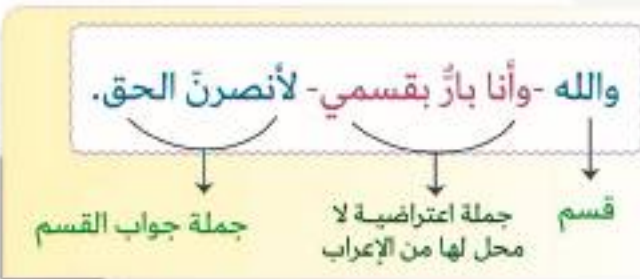 والله -وأنا بارٌّ بقسمي- لأنصرنّ الحق.
قسم
جملة اعتراضية لا
محل لها من الإعراب
جملة جواب القسم